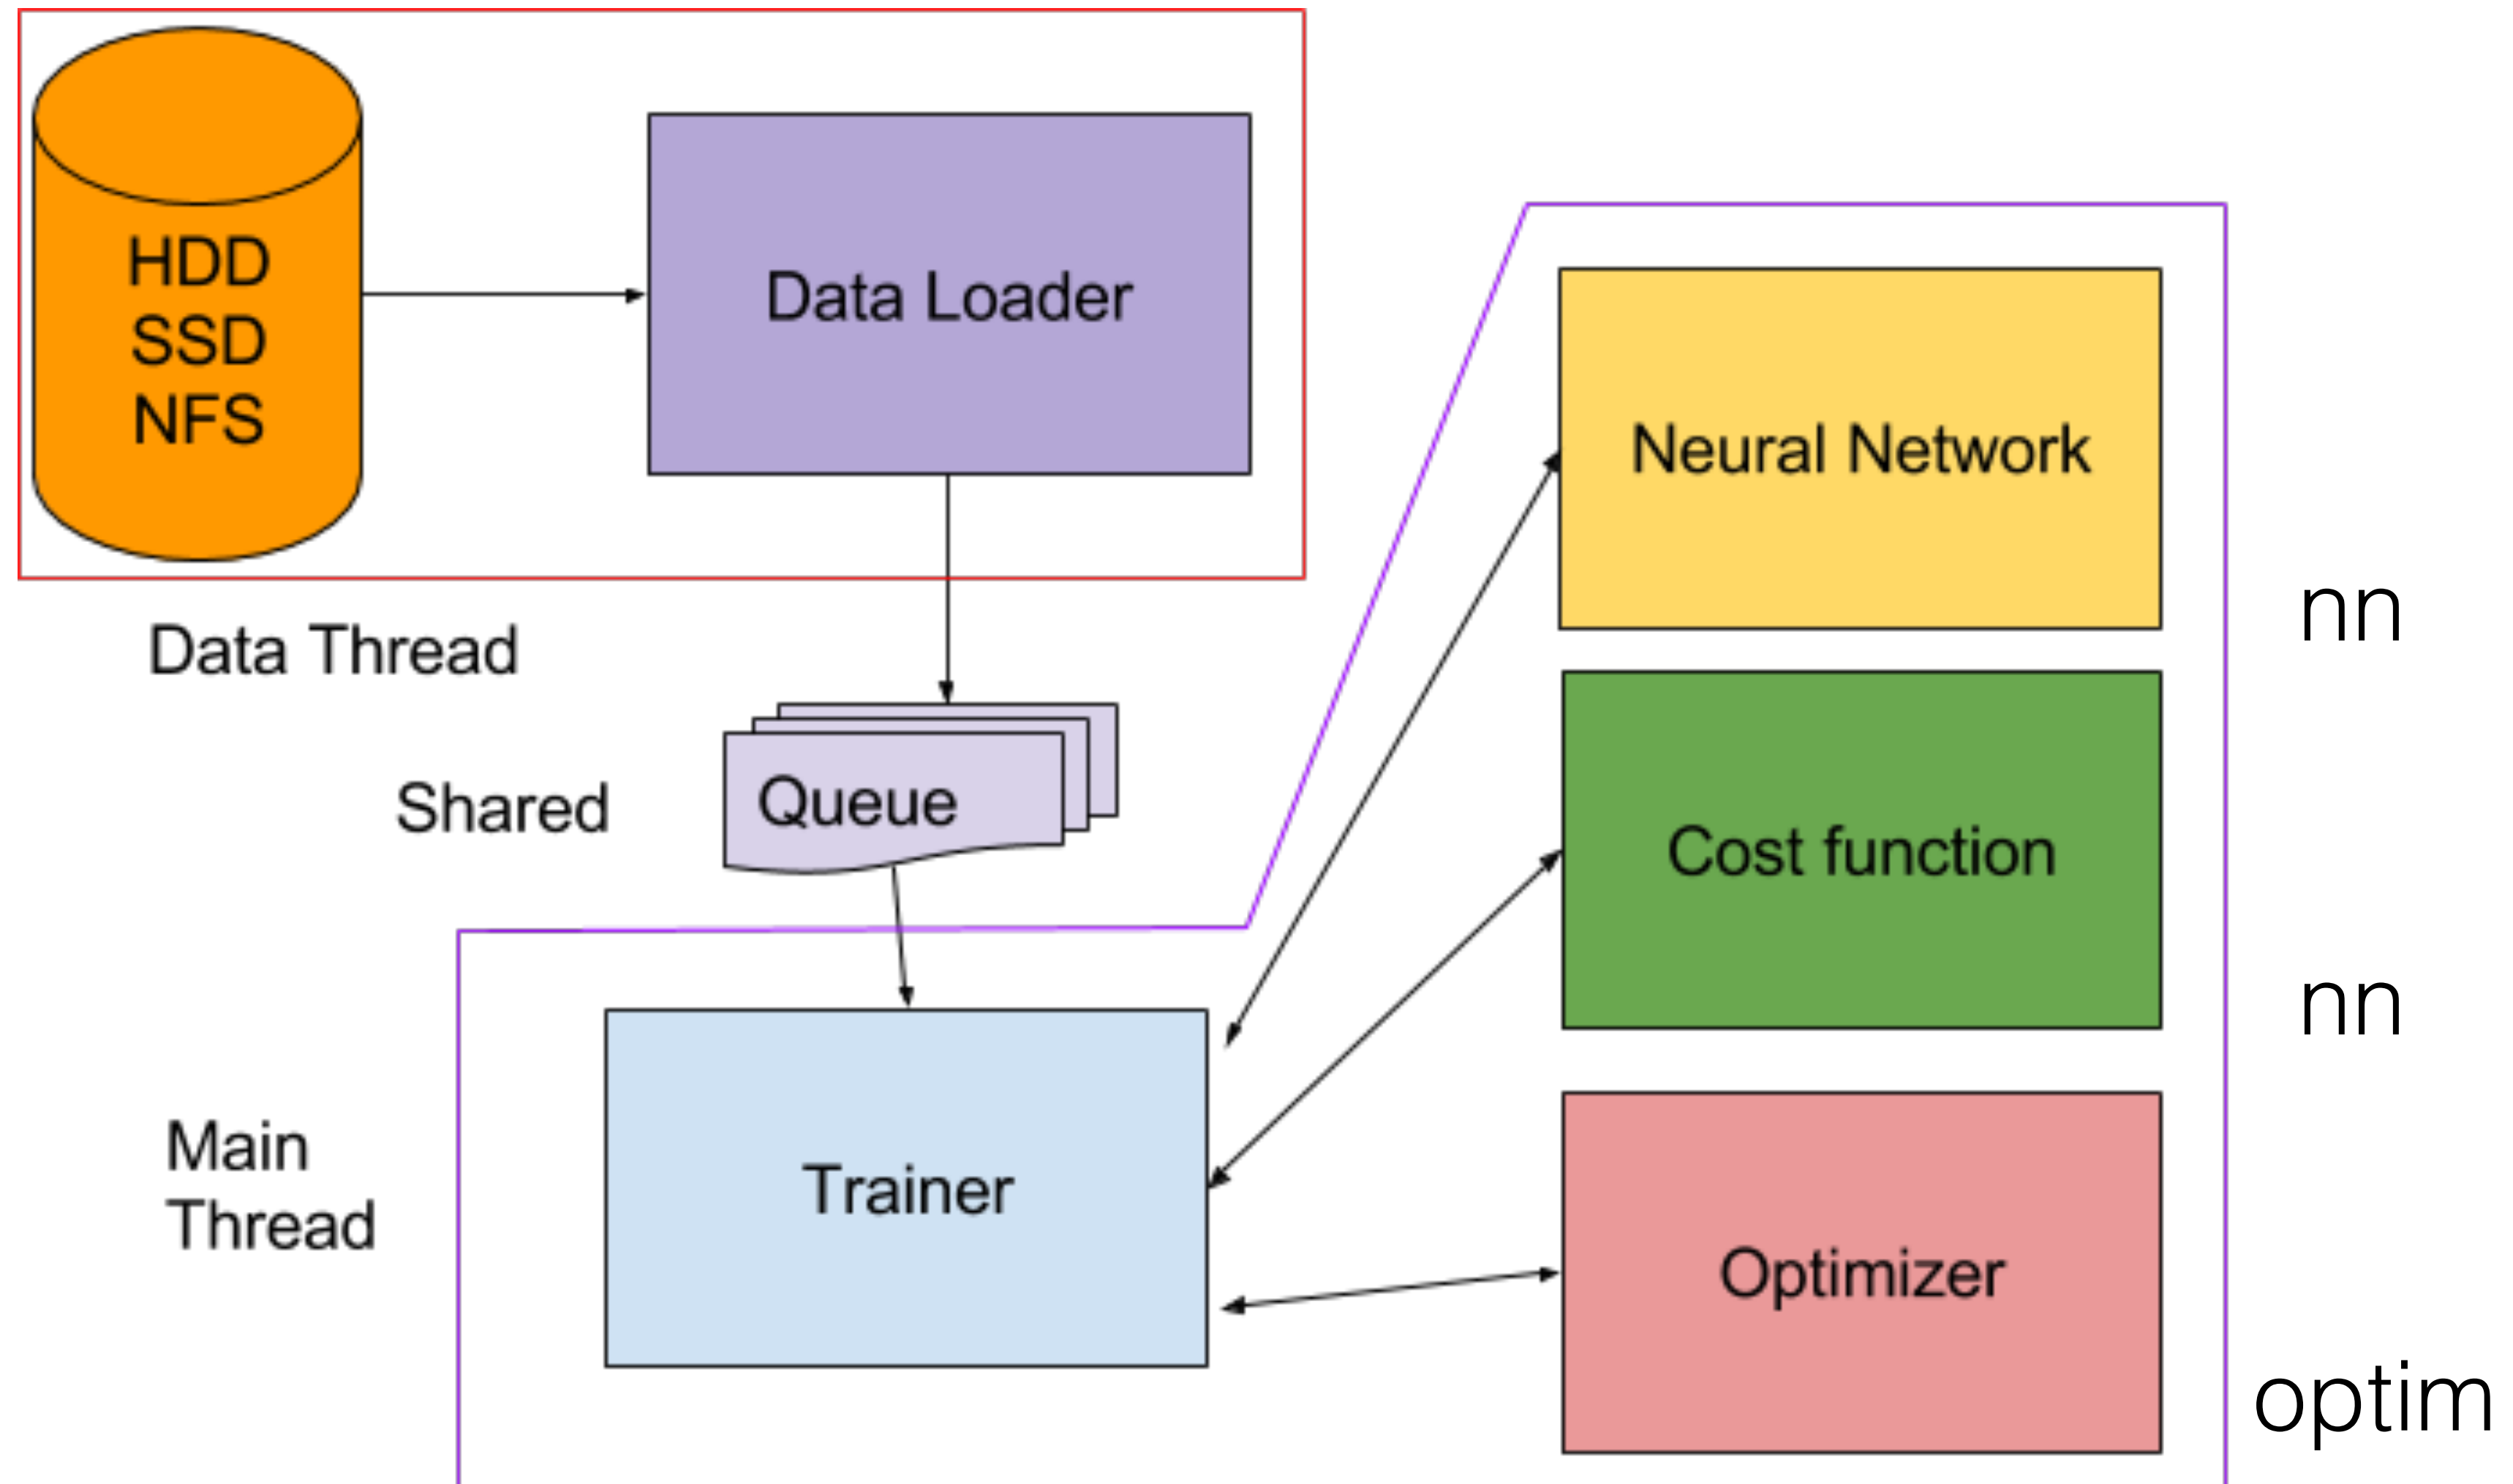 HDD
SSD
NFS
Data Loader
Data Thread
Shared
Queue
Main
Thread
Trainer
Neural Network
nn
Cost function
nn
Optimizer
optim